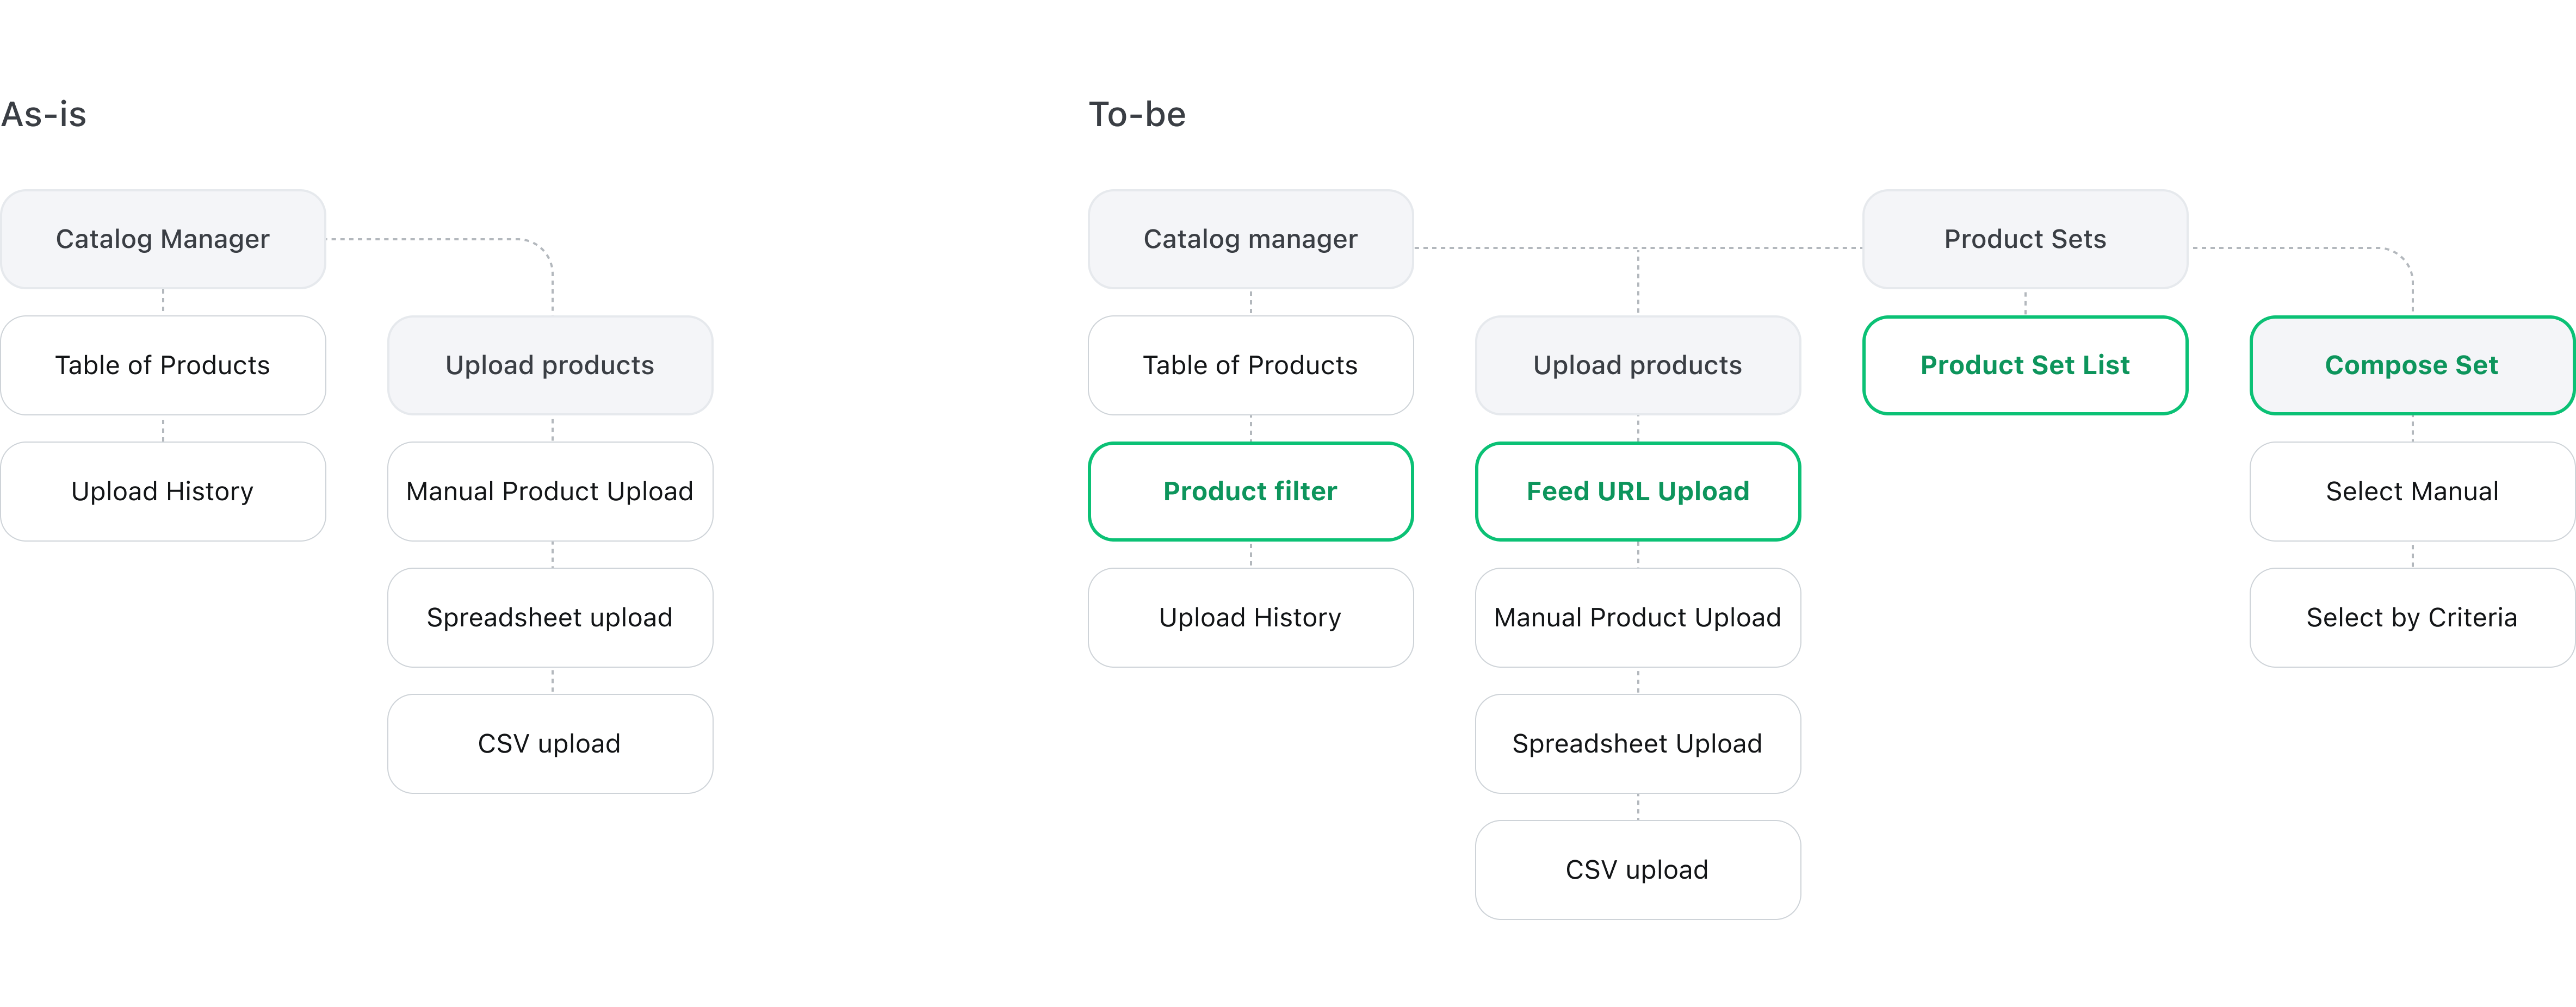 As-is
Catalog Manager
Table of Products
Upload History
Upload products
Manual Product Upload
Spreadsheet upload
CSV upload
To-be
Catalog manager
Table of Products
Product filter
Upload History
Upload products
Feed URL Upload
Manual Product Upload
Spreadsheet Upload
CSV upload
Product Sets
Product Set List
Compose Set
Select Manual
Select by Criteria